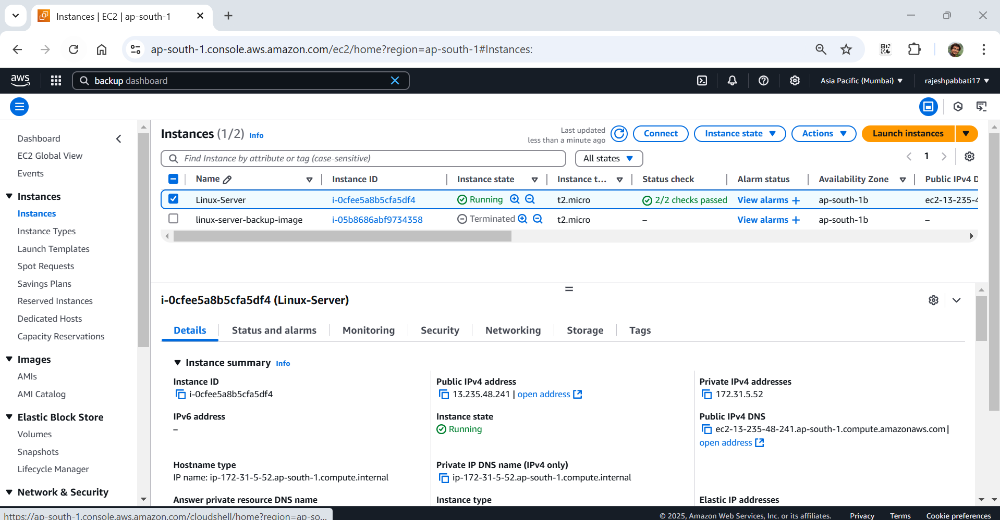 Instances | EC2 | ap-south-1
ap-south-1.console.aws.amazon.com/ec2/home?region=ap-south-1#Instances:
aws
backup dashboard
Asia Pacific (Mumbai)
rajeshpabbati17
Dashboard
EC2 Global View
Events
Instances
Instances
Instance Types
Launch Templates
Spot Requests
Savings Plans
Reserved Instances
Dedicated Hosts
Capacity Reservations
Images
AMIs
AMI Catalog
Elastic Block Store
Volumes
Snapshots
Lifecycle Manager
Network & Security
Instances (1/2) Info
Last updated
less than a minute ago
Connect
Instance state
Actions
Launch instances
Find Instance by attribute or tag (case-sensitive)
All states
1
Name Instance ID Instance state Instance t... Status check Alarm status Availability Zone Public IPv4 D
Linux-Server i-0cfee5a8b5cfa5df4 Running t2.micro 2/2 checks passed View alarms + ap-south-1b ec2-13-235-4
linux-server-backup-image i-05b8686abf9734358 Terminated t2.micro – View alarms + ap-south-1b –
i-0cfee5a8b5cfa5df4 (Linux-Server)
Details Status and alarms Monitoring Security Networking Storage Tags
Instance summary Info
Instance ID
i-0cfee5a8b5cfa5df4
Public IPv4 address
13.235.48.241 | open address
Private IPv4 addresses
172.31.5.52
IPv6 address
–
Instance state
Running
Public IPv4 DNS
ec2-13-235-48-241.ap-south-1.compute.amazonaws.com |
open address
Hostname type
IP name: ip-172-31-5-52.ap-south-1.compute.internal
Private IP DNS name (IPv4 only)
ip-172-31-5-52.ap-south-1.compute.internal
Answer private resource DNS name
Instance type
Elastic IP addresses
https://ap-south-1.console.aws.amazon.com/cloudshell/home?region=ap-so...
© 2025, Amazon Web Services, Inc. or its affiliates. Privacy Terms Cookie preferences